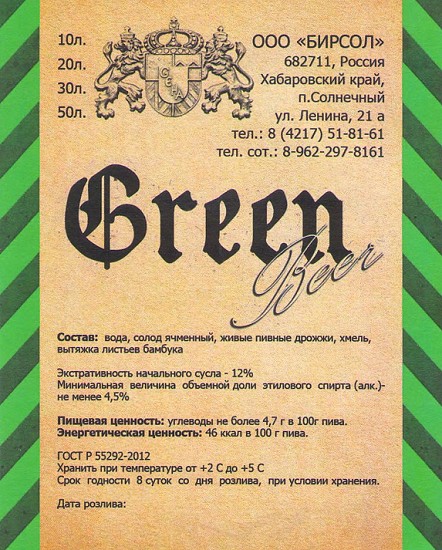 10л.
20л.
30л.
50л.
ООО «БИРСОЛ»
682711, Россия
Хабаровский край,
п.Солнечный
ул. Ленина, 21 а
тел.: 8 (4217) 51-81-61
тел. сот.: 8-962-297-8161
Green
Beer
Состав: вода, солод ячменный, живые пивные дрожжи, хмель,
вытяжка листьев бамбука
Экстративность начального сусла - 12%
Минимальная величина объемной доли этилового спирта (алк.)-
не менее 4,5%
Пищевая ценность: углеводы не более 4,7 г в 100г пива.
Энергетическая ценность: 46 ккал в 100 г пива.
ГОСТ Р 55292-2012
Хранить при температуре от +2 С до +5 С
Срок годности 8 суток со дня розлива, при условии хранения.
Дата розлива: